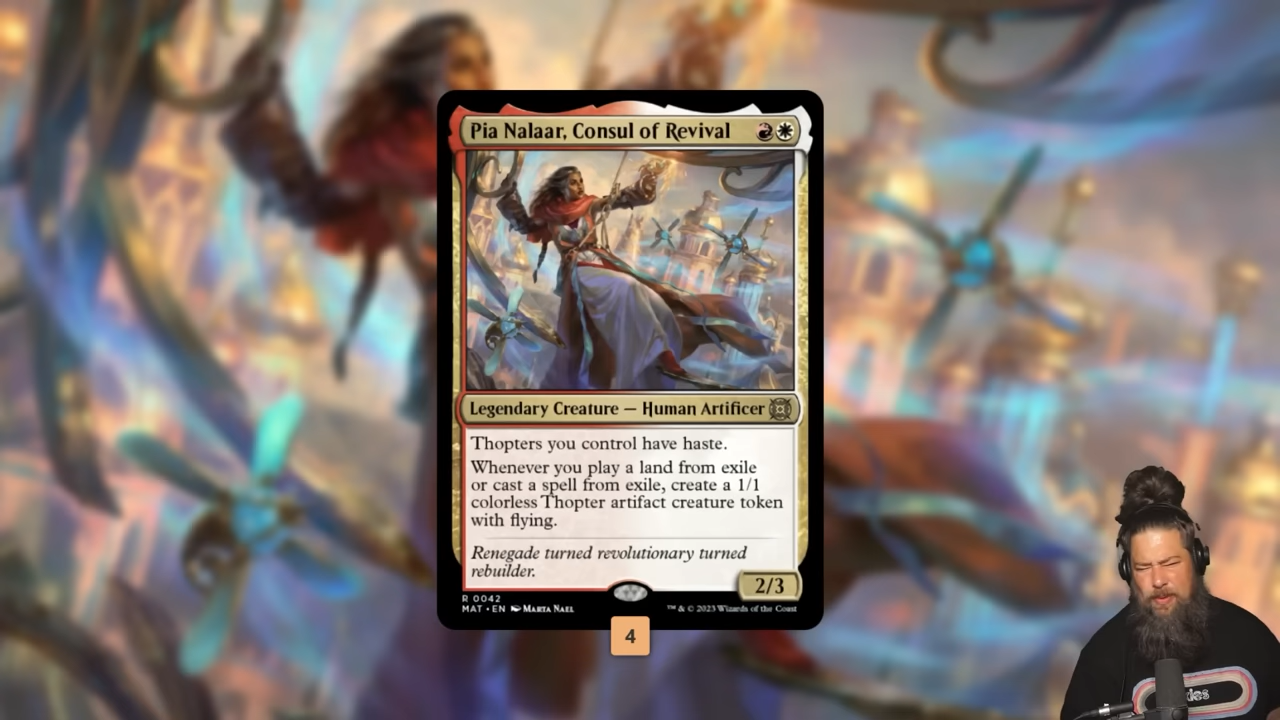 Pia Nalaar, Consul of Revival
Legendary Creature — Human Artificer
Thopters you control have haste.
Whenever you play a land from exile
or cast a spell from exile, create a 1/1
colorless Thopter artifact creature token
with flying.
Renegade turned revolutionary turned
rebuilder.
2/3
R 0042
MAT • EN Marta Nael
™ & © 2023 Wizards of the Coast
4